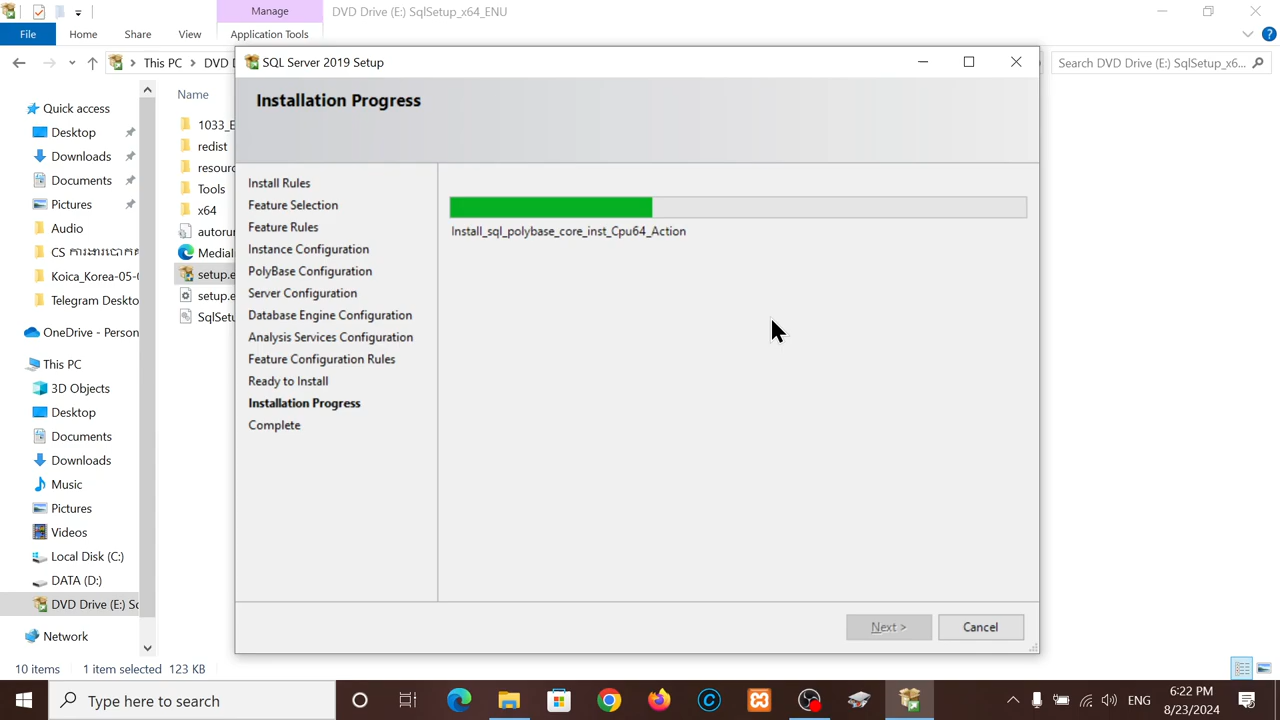 Manage
DVD Drive (E:) SqlSetup_x64_ENU
File
Home
Share
View
Application Tools
This PC
DVD
Search DVD Drive (E:) SqlSetup_x6...
SQL Server 2019 Setup
Installation Progress
Install Rules
Feature Selection
Feature Rules
Instance Configuration
PolyBase Configuration
Server Configuration
Database Engine Configuration
Analysis Services Configuration
Feature Configuration Rules
Ready to Install
Installation Progress
Complete
Install_sql_polybase_core_inst_Cpu64_Action
Next >
Cancel
Name
1033_E
redist
resourc
Tools
x64
autorun
MediaI
setup.e
setup.e
SqlSetu
Quick access
Desktop
Downloads
Documents
Pictures
Audio
CS
Koica_Korea-05-
Telegram Deskto
OneDrive - Person
This PC
3D Objects
Desktop
Documents
Downloads
Music
Pictures
Videos
Local Disk (C:)
DATA (D:)
DVD Drive (E:) Sc
Network
10 items
1 item selected
123 KB
Type here to search
ENG
6:22 PM
8/23/2024